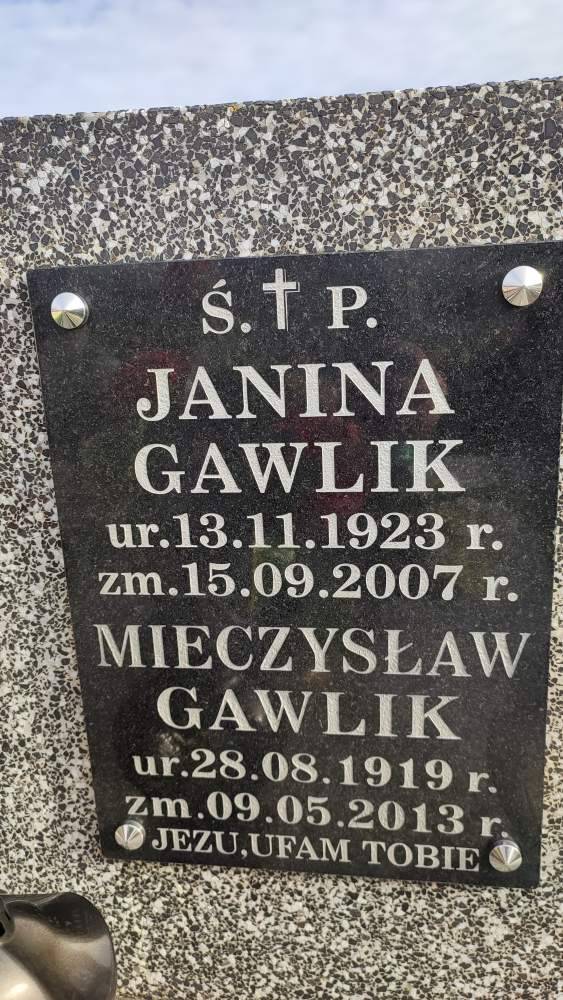 Ś. † P.
JANINA
GAWLIK
ur.13.11.1923 r.
zm.15.09.2007 r.
MIECZYSŁAW
GAWLIK
ur.28.08.1919 r.
zm.09.05.2013 r.
JEZU,UFAM TOBIE